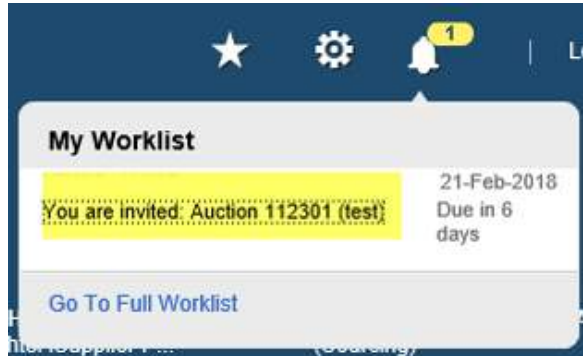 1
My Worklist
21-Feb-2018
You are invited: Auction 112301 (test)
Due in 6
days
Go To Full Worklist